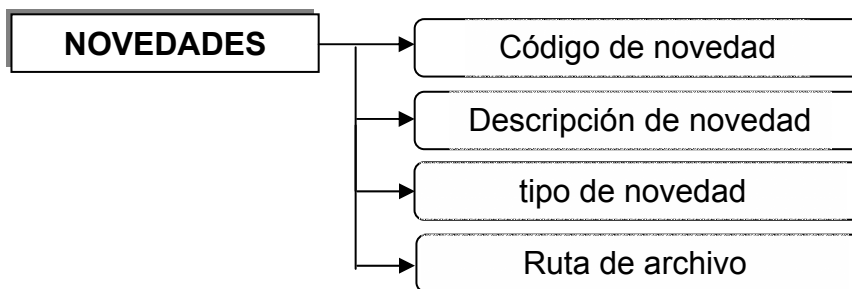 NOVEDADES
Código de novedad
Descripción de novedad
tipo de novedad
Ruta de archivo